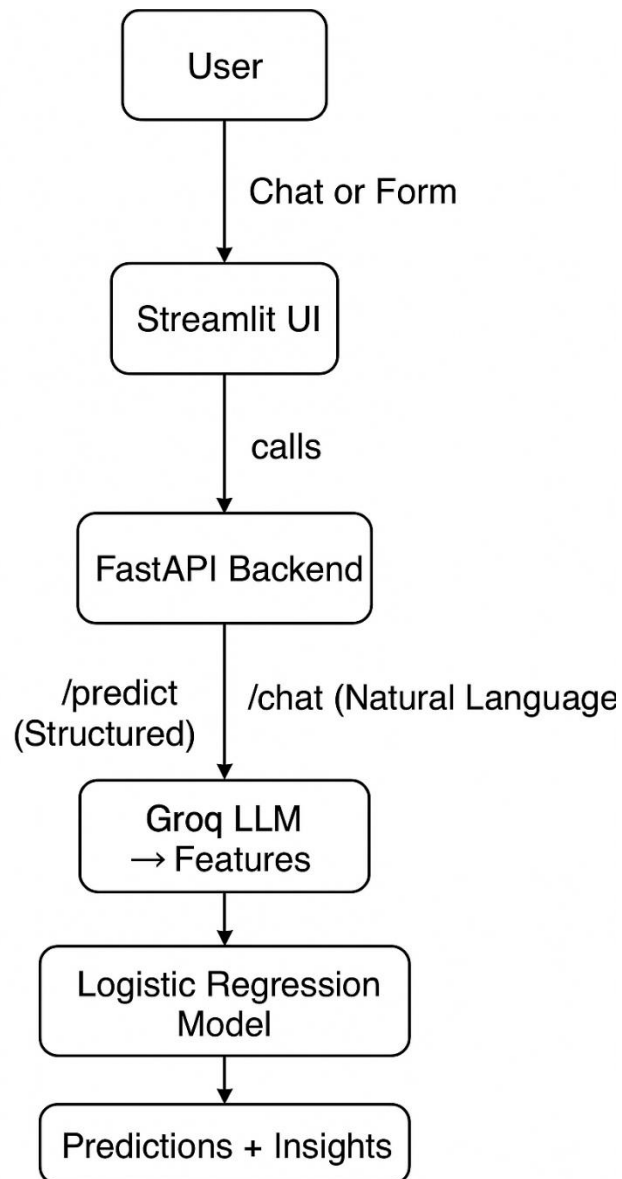 User
Chat or Form
Streamlit UI
calls
FastAPI Backend
/predict
(Structured)
/chat (Natural Language
Groq LLM
→ Features
Logistic Regression
Model
Predictions + Insights